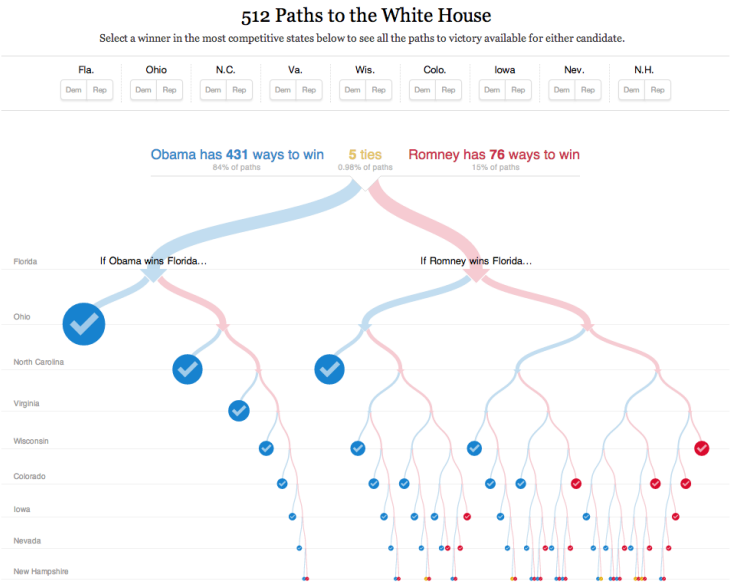 512 Paths to the White House
Select a winner in the most competitive states below to see all the paths to victory available for either candidate.
Fla. Ohio N.C. Va. Wis. Colo. Iowa Nev. N.H.
Dem Rep Dem Rep Dem Rep Dem Rep Dem Rep Dem Rep Dem Rep Dem Rep Dem Rep
Obama has 431 ways to win 5 ties Romney has 76 ways to win
84% of paths 0.98% of paths 15% of paths
Florida If Obama wins Florida... If Romney wins Florida...
Ohio
North Carolina
Virginia
Wisconsin
Colorado
Iowa
Nevada
New Hampshire